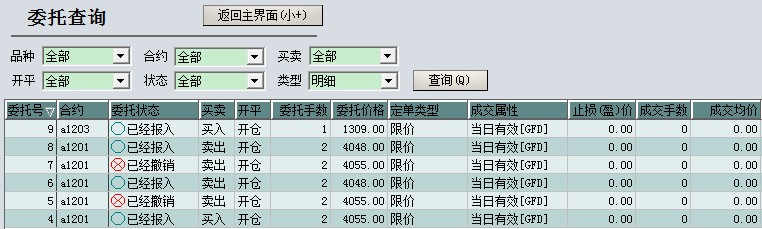 委托查询 返回主界面(小+)
品种 全部 合约 全部 买卖 全部
开平 全部 状态 全部 类型 明细 查询(Q)
委托号 合约 委托状态 买卖 开平 委托手数 委托价格 定单类型 成交属性 止损(盈)价 成交手数 成交均价
9 a1203 已经报入 买入 开仓 1 1309.00 限价 当日有效[GFD] 0.00 0 0.00
8 a1201 已经报入 卖出 开仓 2 4048.00 限价 当日有效[GFD] 0.00 0 0.00
7 a1201 已经撤销 卖出 开仓 2 4055.00 限价 当日有效[GFD] 0.00 0 0.00
6 a1201 已经报入 卖出 开仓 2 4048.00 限价 当日有效[GFD] 0.00 0 0.00
5 a1201 已经撤销 卖出 开仓 2 4055.00 限价 当日有效[GFD] 0.00 0 0.00
4 a1201 已经报入 买入 开仓 2 4055.00 限价 当日有效[GFD] 0.00 0 0.00